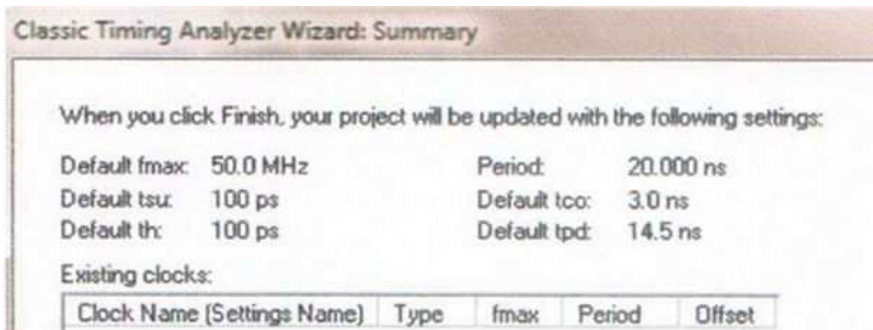 Classic Timing Analyzer Wizard: Summary
When you click Finish, your project will be updated with the following settings:
Default fmax: 50.0 MHz Period: 20.000 ns
Default tsu: 100 ps Default tco: 3.0 ns
Default th: 100 ps Default tpd: 14.5 ns
Existing clocks:
Clock Name (Settings Name) Type fmax Period Offset